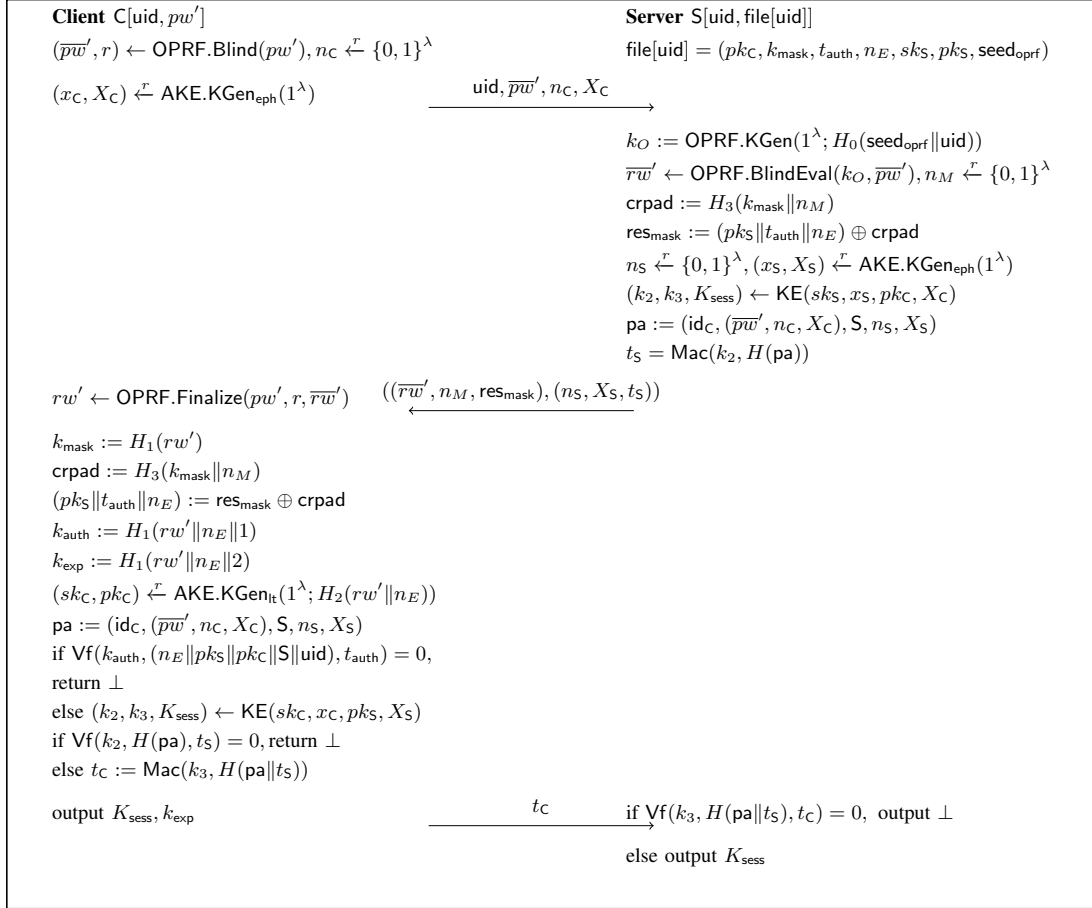 Client C[uid, pw′]
Server S[uid, file[uid]]
(p̅w̅′, r) ← OPRF.Blind(pw′), n_C ←^r {0, 1}^λ
file[uid] = (pk_C, k_mask, t_auth, n_E, sk_S, pk_S, seed_oprf)
(x_C, X_C) ←^r AKE.KGen_eph(1^λ)
uid, p̅w̅′, n_C, X_C
k_O := OPRF.KGen(1^λ; H_0(seed_oprf∥uid))
r̅w̅′ ← OPRF.BlindEval(k_O, p̅w̅′), n_M ←^r {0, 1}^λ
crpad := H_3(k_mask∥n_M)
res_mask := (pk_S∥t_auth∥n_E) ⊕ crpad
n_S ←^r {0, 1}^λ, (x_S, X_S) ←^r AKE.KGen_eph(1^λ)
(k_2, k_3, K_sess) ← KE(sk_S, x_S, pk_C, X_C)
pa := (id_C, (p̅w̅′, n_C, X_C), S, n_S, X_S)
t_S = Mac(k_2, H(pa))
rw′ ← OPRF.Finalize(pw′, r, r̅w̅′)
((r̅w̅′, n_M, res_mask), (n_S, X_S, t_S))
k_mask := H_1(rw′)
crpad := H_3(k_mask∥n_M)
(pk_S∥t_auth∥n_E) := res_mask ⊕ crpad
k_auth := H_1(rw′∥n_E∥1)
k_exp := H_1(rw′∥n_E∥2)
(sk_C, pk_C) ←^r AKE.KGen_lt(1^λ; H_2(rw′∥n_E))
pa := (id_C, (p̅w̅′, n_C, X_C), S, n_S, X_S)
if Vf(k_auth, (n_E∥pk_S∥pk_C∥S∥uid), t_auth) = 0,
return ⊥
else (k_2, k_3, K_sess) ← KE(sk_C, x_C, pk_S, X_S)
if Vf(k_2, H(pa), t_S) = 0, return ⊥
else t_C := Mac(k_3, H(pa∥t_S))
output K_sess, k_exp
t_C
if Vf(k_3, H(pa∥t_S), t_C) = 0, output ⊥
else output K_sess